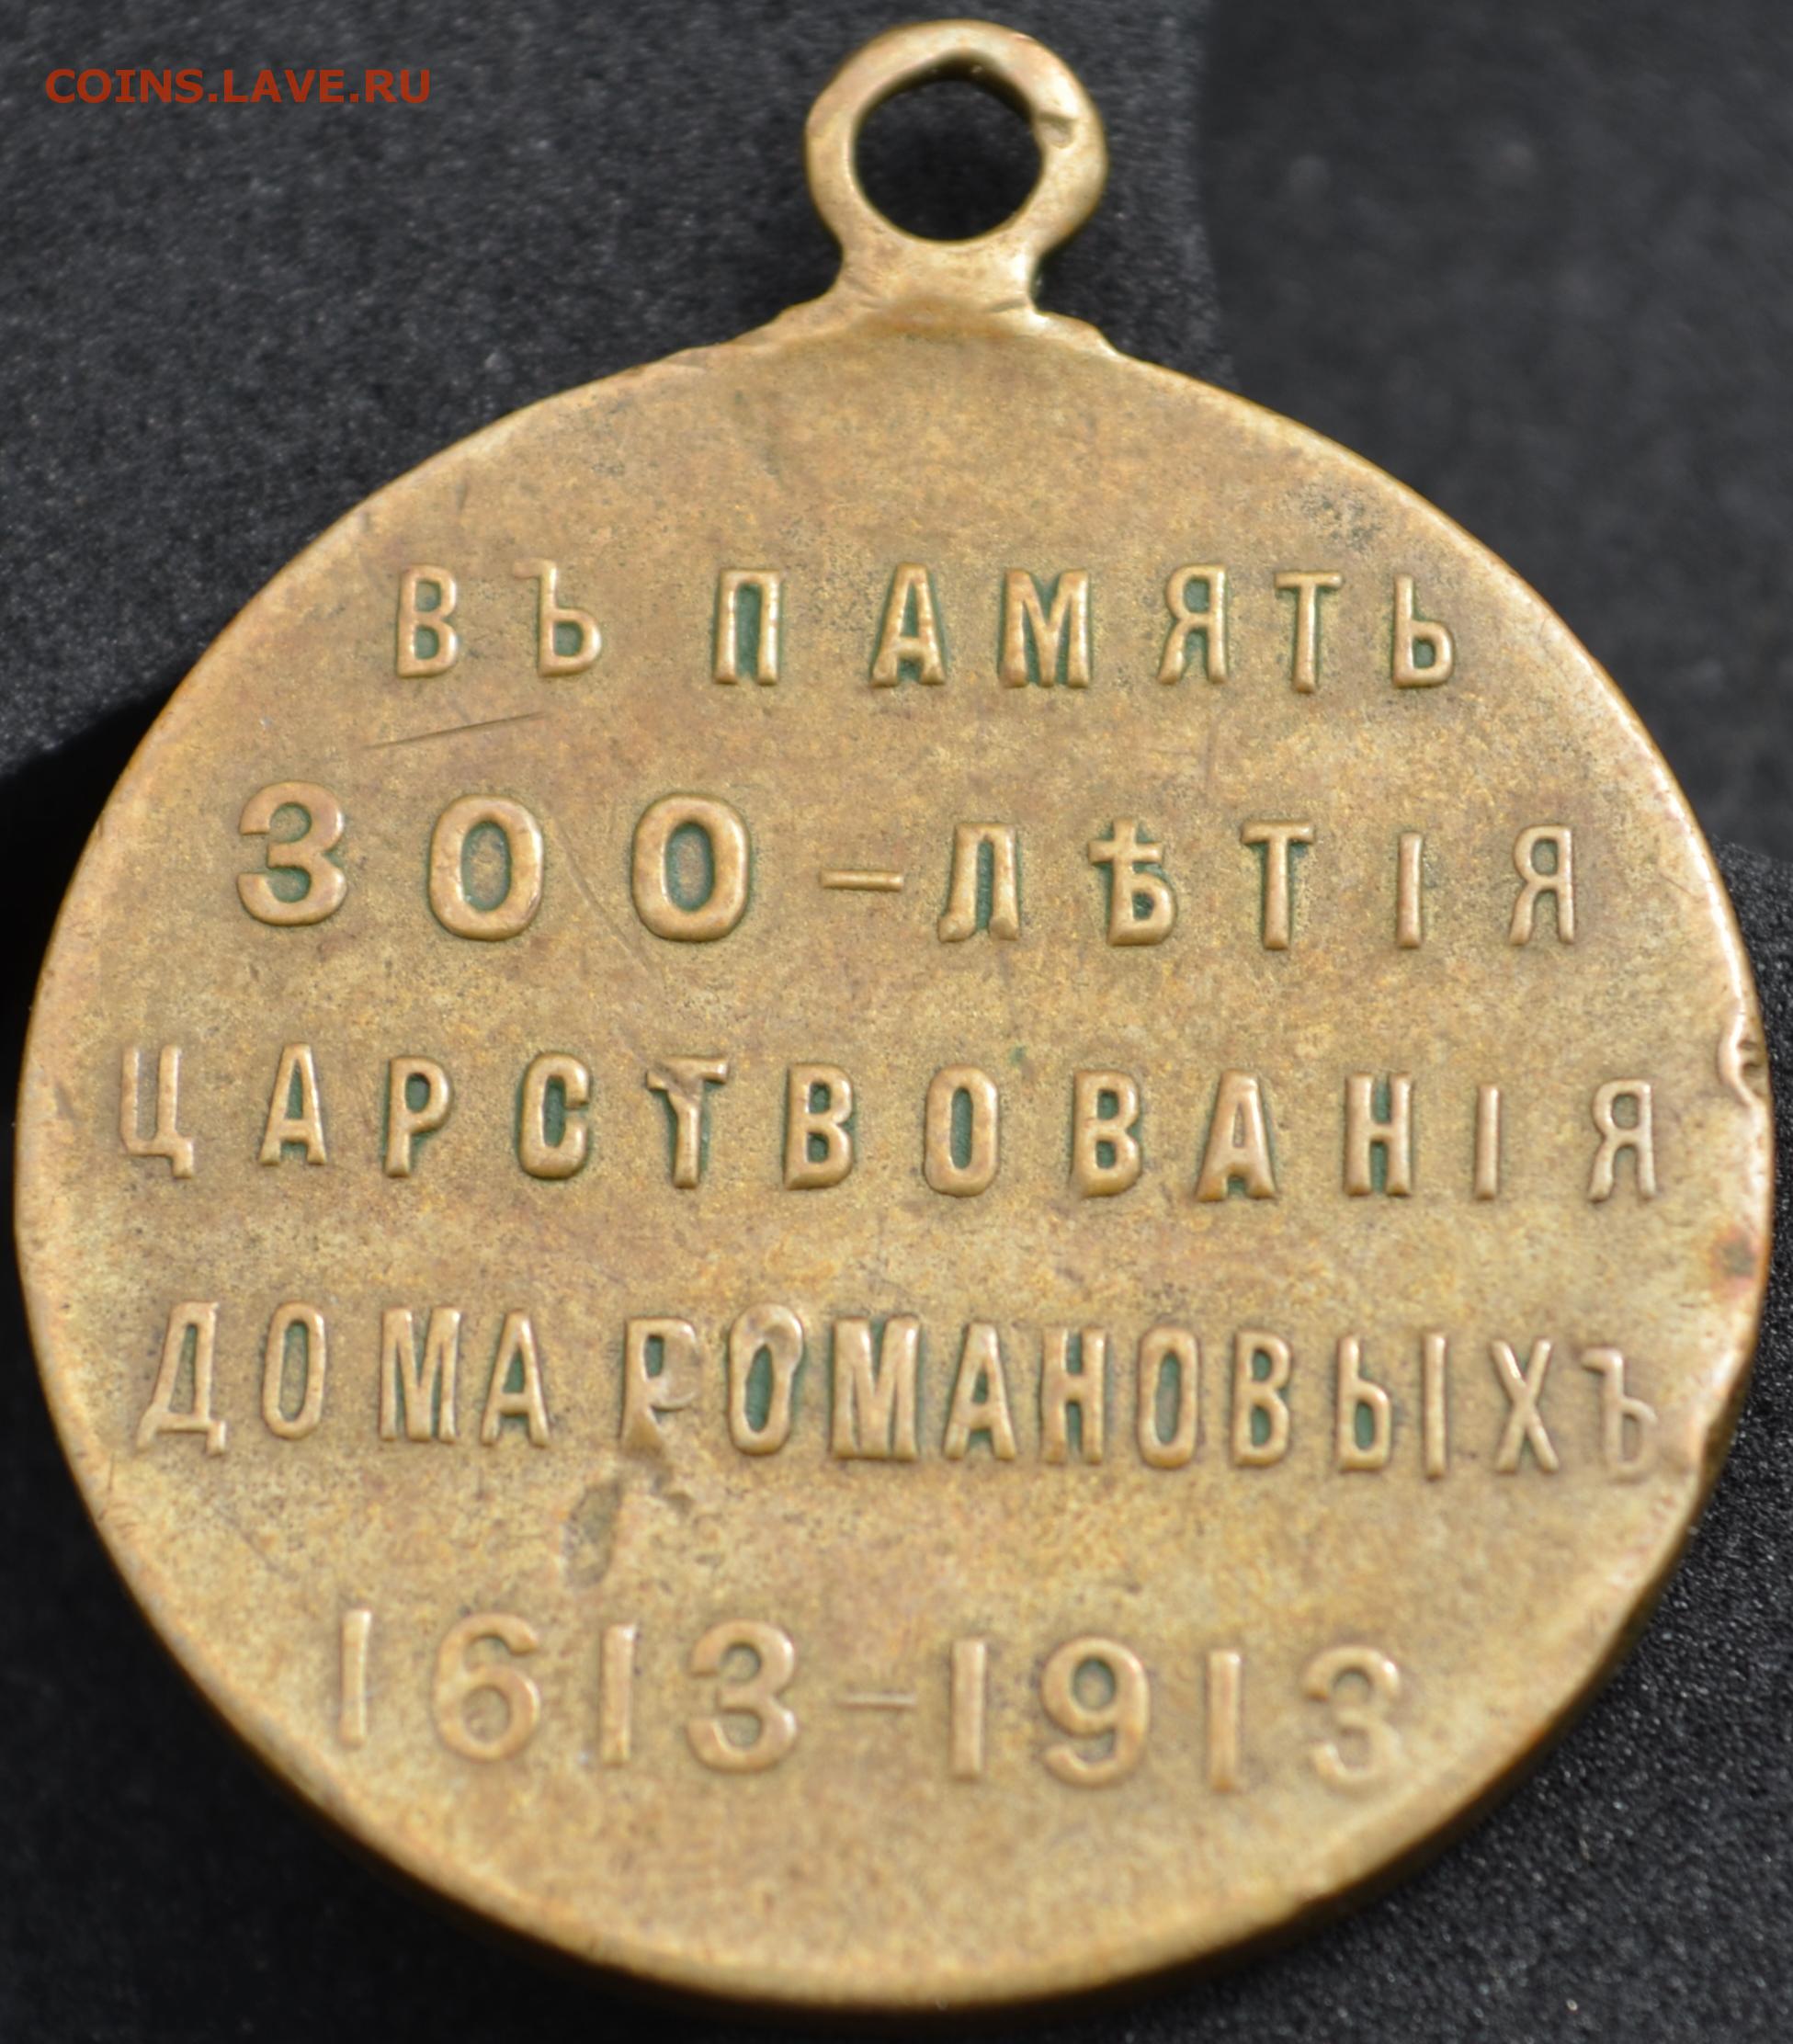 COINS.LAVE.RU
ВЪ ПАМЯТЬ
300-ЛѢТІЯ
ЦАРСТВОВАНІЯ
ДОМА РОМАНОВЫХЪ
1613-1913